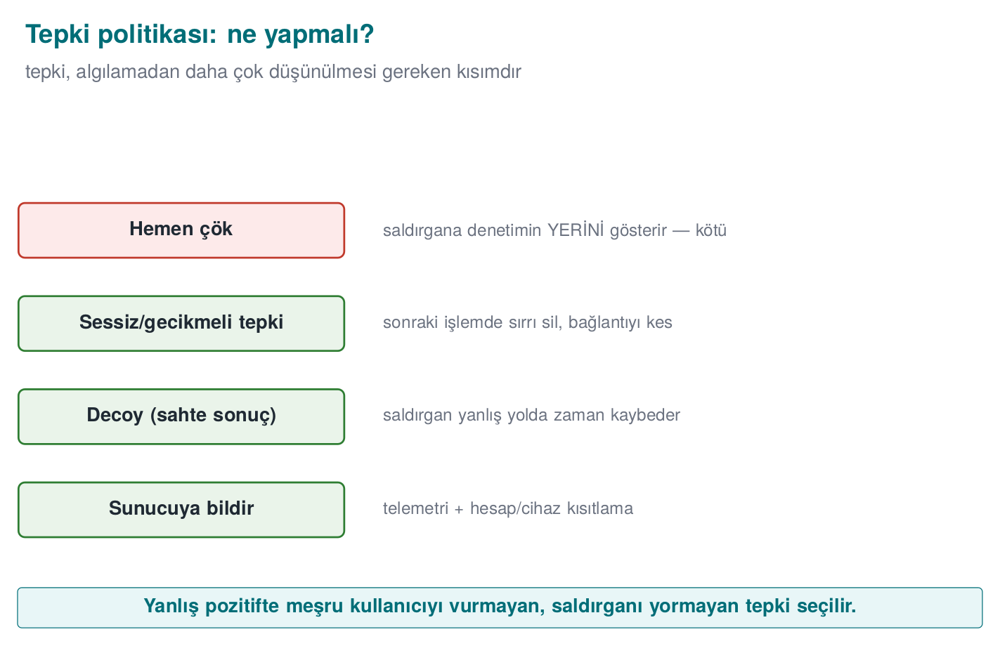 Tepki politikası: ne yapmalı?
tepki, algılamadan daha çok düşünülmesi gereken kısımdır
Hemen çök
saldırgana denetimin YERİNİ gösterir — kötü
Sessiz/gecikmeli tepki
sonraki işlemde sırrı sil, bağlantıyı kes
Decoy (sahte sonuç)
saldırgan yanlış yolda zaman kaybeder
Sunucuya bildir
telemetri + hesap/cihaz kısıtlama
Yanlış pozitifte meşru kullanıcıyı vurmayan, saldırganı yormayan tepki seçilir.